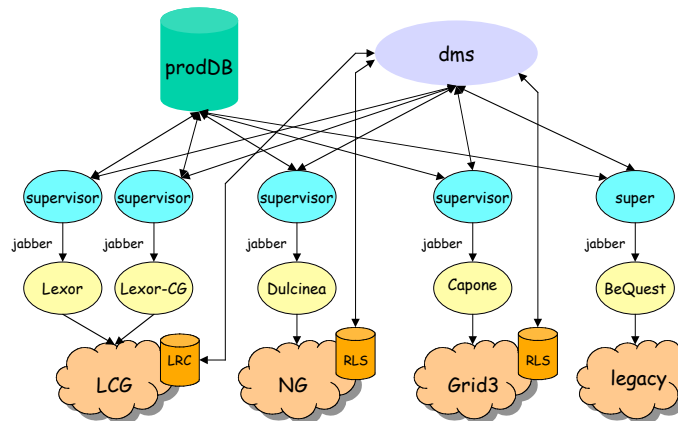 prodDB
dms
supervisor
supervisor
supervisor
supervisor
super
jabber
jabber
jabber
jabber
jabber
Lexor
Lexor-CG
Dulcinea
Capone
BeQuest
LRC
RLS
RLS
LCG
NG
Grid3
legacy